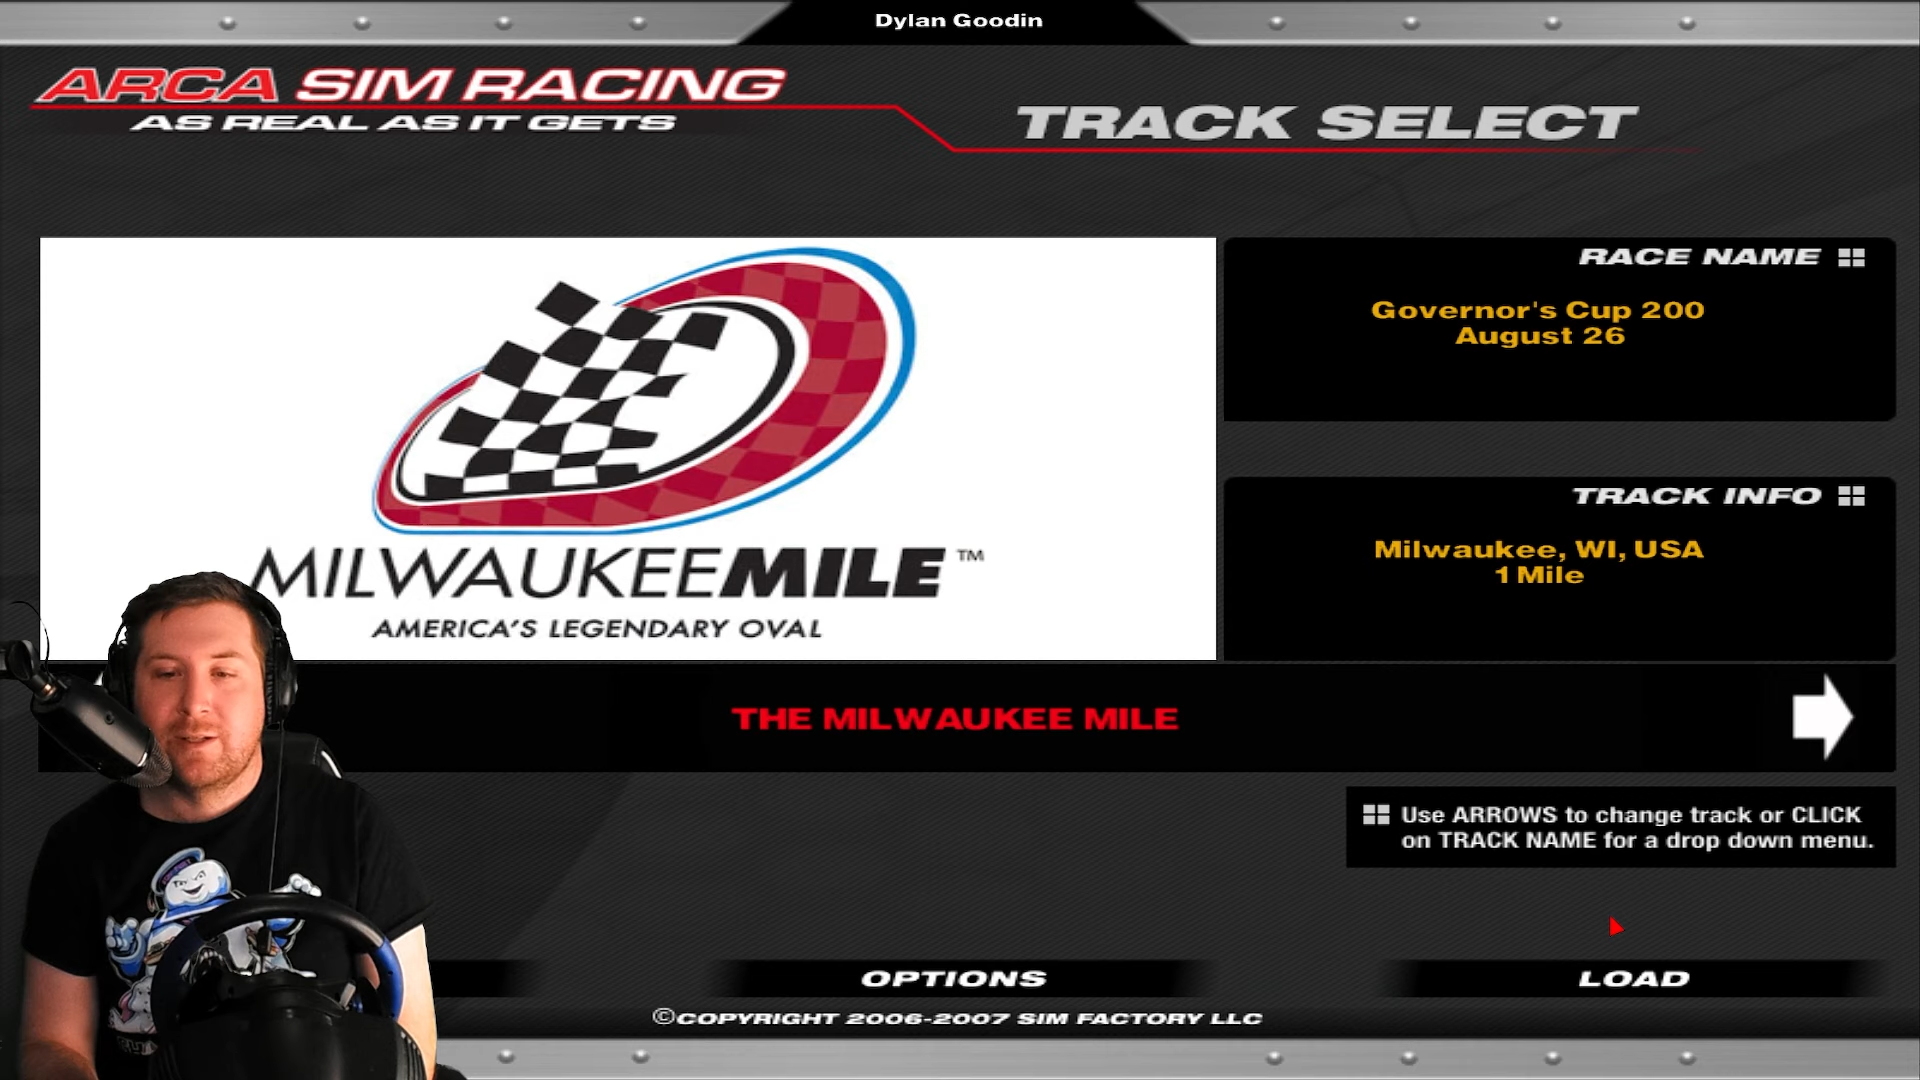 Dylan Goodin
ARCA SIM RACING
AS REAL AS IT GETS
TRACK SELECT
RACE NAME
Governor's Cup 200
August 26
MILWAUKEEMILE™
AMERICA'S LEGENDARY OVAL
TRACK INFO
Milwaukee, WI, USA
1 Mile
THE MILWAUKEE MILE
Use ARROWS to change track or CLICK
on TRACK NAME for a drop down menu.
OPTIONS
LOAD
©COPYRIGHT 2006-2007 SIM FACTORY LLC